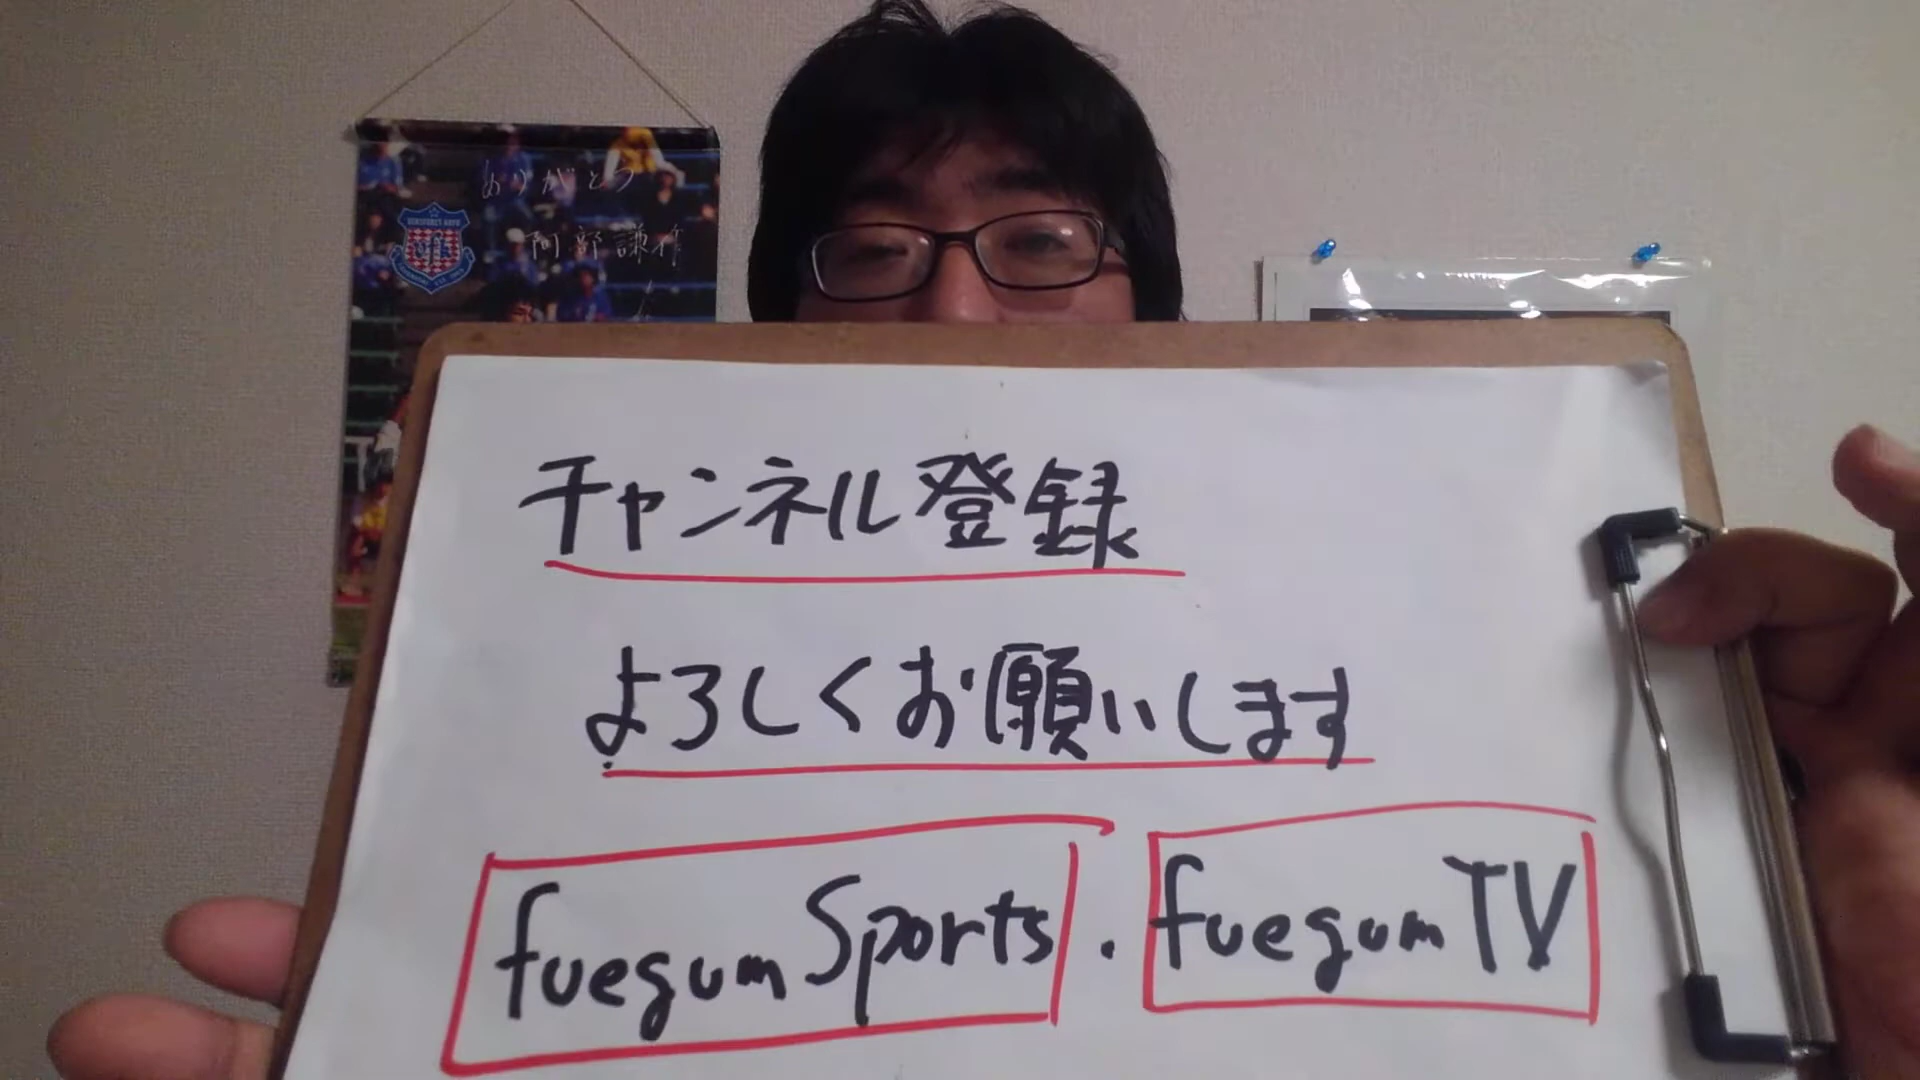 ありがとう
阿部謙作
チャンネル登録
よろしくお願いします
fuegumSports・fuegumTV